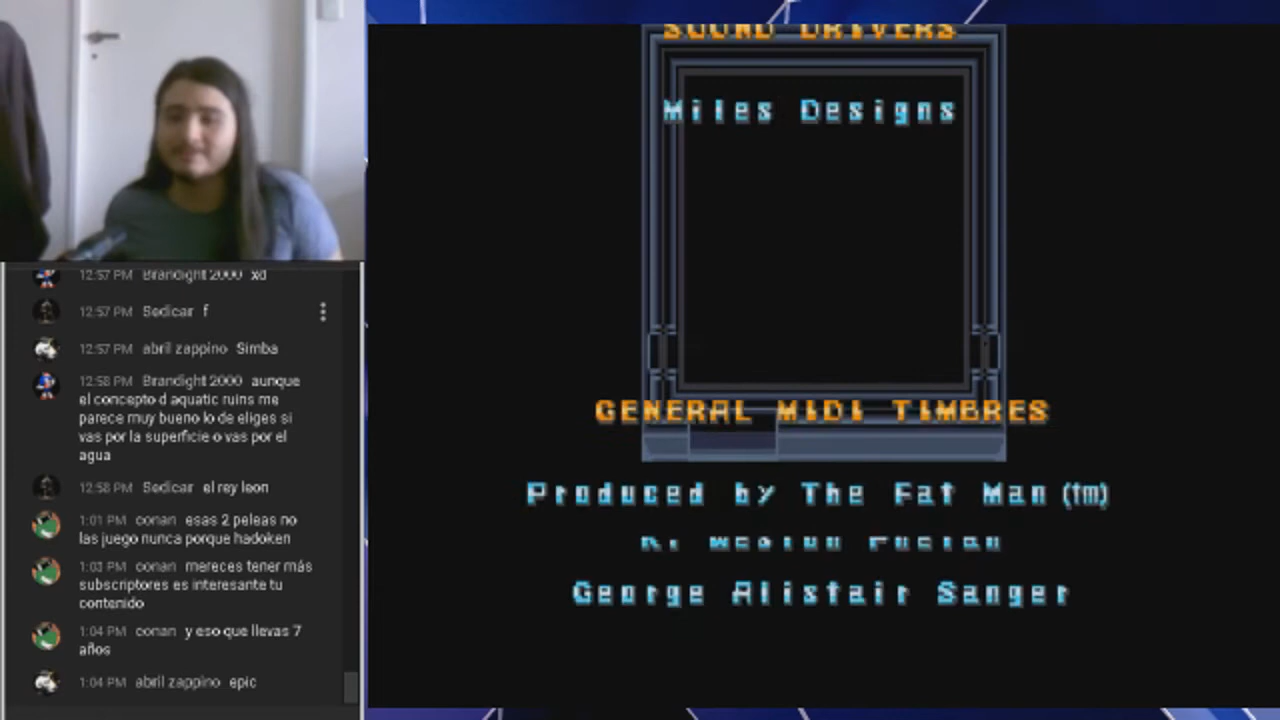 12:57 PM Brandight 2000 xd
12:57 PM Sedicar f
12:57 PM abril zappino Simba
12:58 PM Brandight 2000 aunque
el concepto d aquatic ruins me
parece muy bueno lo de eliges si
vas por la superficie o vas por el
agua
12:58 PM Sedicar el rey leon
1:01 PM conan esas 2 peleas no
las juego nunca porque hadoken
1:03 PM conan mereces tener más
subscriptores es interesante tu
contenido
1:04 PM conan y eso que llevas 7
años
1:04 PM abril zappino epic
SOUND DRIVERS
Miles Designs
GENERAL MIDI TIMBRES
Produced by The Fat Man (tm)
George Alistair Sanger